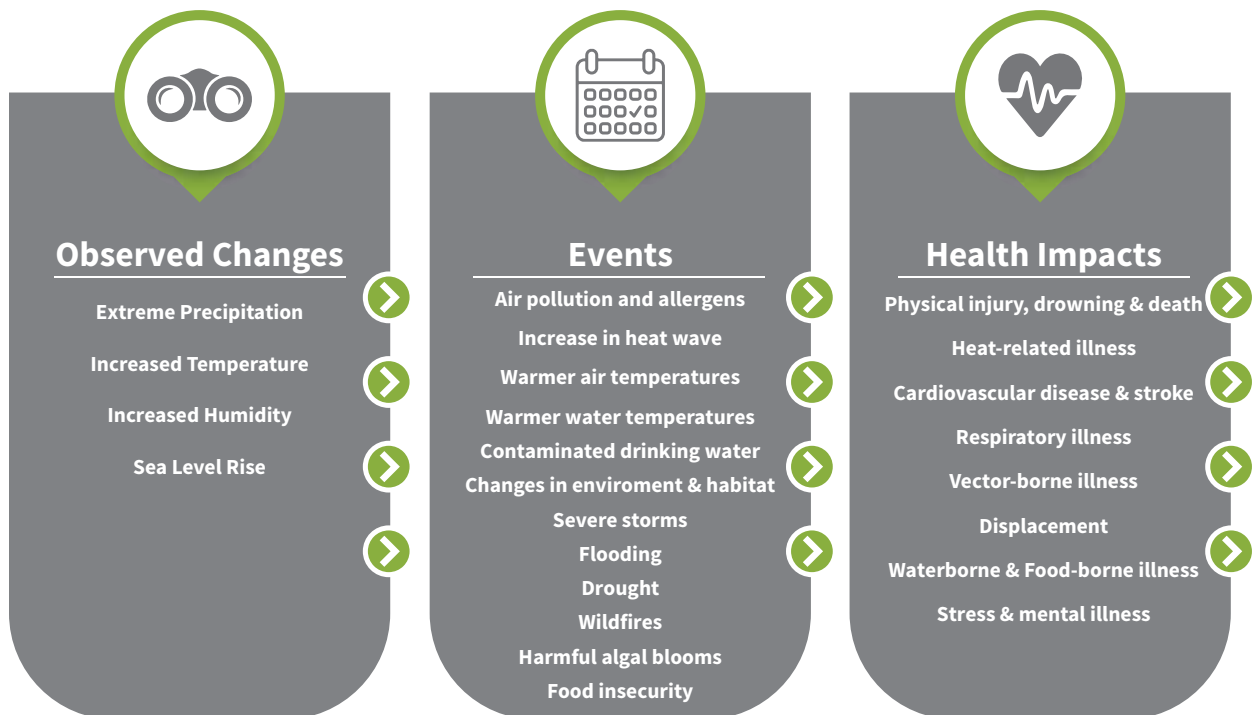 Observed Changes
Extreme Precipitation
Increased Temperature
Increased Humidity
Sea Level Rise
Events
Air pollution and allergens
Increase in heat wave
Warmer air temperatures
Warmer water temperatures
Contaminated drinking water
Changes in enviroment & habitat
Severe storms
Flooding
Drought
Wildfires
Harmful algal blooms
Food insecurity
Health Impacts
Physical injury, drowning & death
Heat-related illness
Cardiovascular disease & stroke
Respiratory illness
Vector-borne illness
Displacement
Waterborne & Food-borne illness
Stress & mental illness